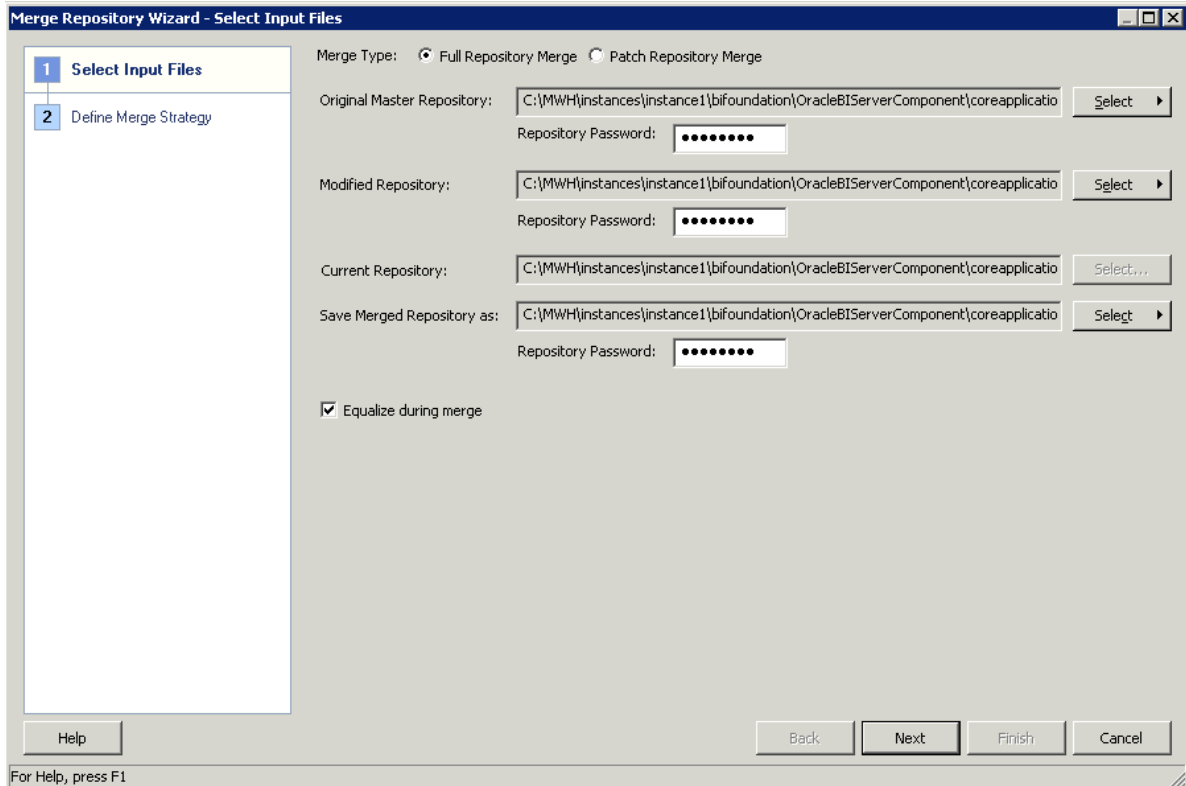 Merge Repository Wizard - Select Input Files
1 Select Input Files
2 Define Merge Strategy
Merge Type: Full Repository Merge Patch Repository Merge
Original Master Repository: C:\MWH\instances\instance1\bifoundation\OracleBIServerComponent\coreapplicatio Select
Repository Password: ●●●●●●●●
Modified Repository: C:\MWH\instances\instance1\bifoundation\OracleBIServerComponent\coreapplicatio Select
Repository Password: ●●●●●●●●
Current Repository: C:\MWH\instances\instance1\bifoundation\OracleBIServerComponent\coreapplicatio Select...
Save Merged Repository as: C:\MWH\instances\instance1\bifoundation\OracleBIServerComponent\coreapplicatio Select
Repository Password: ●●●●●●●●
Equalize during merge
Help Back Next Finish Cancel
For Help, press F1